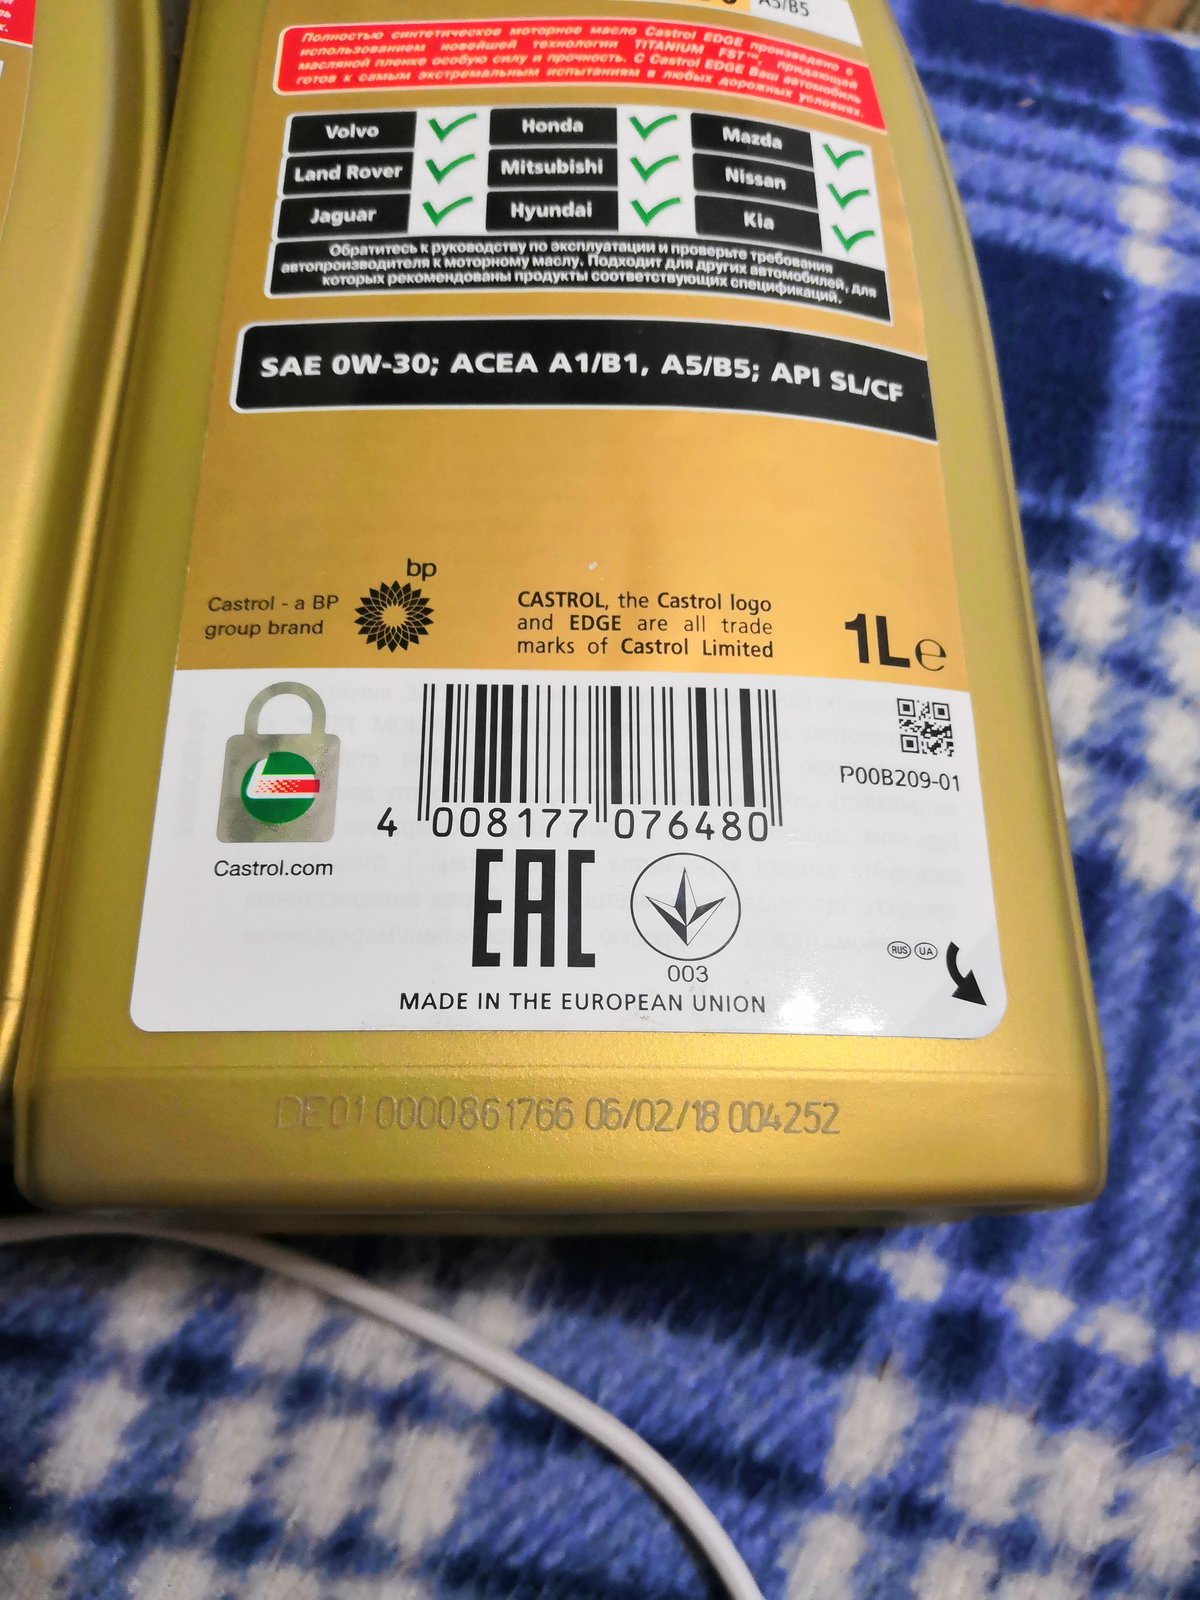 A5/B5
Полностью синтетическое моторное масло Castrol EDGE произведено с
использованием новейшей технологии TITANIUM FST™, придающей
масляной пленке особую силу и прочность. С Castrol EDGE Ваш автомобиль
готов к самым экстремальным испытаниям в любых дорожных условиях.
Volvo Honda Mazda
Land Rover Mitsubishi Nissan
Jaguar Hyundai Kia
Обратитесь к руководству по эксплуатации и проверьте требования
автопроизводителя к моторному маслу. Подходит для других автомобилей, для
которых рекомендованы продукты соответствующих спецификаций.
SAE 0W-30; ACEA A1/B1, A5/B5; API SL/CF
bp
Castrol - a BP
group brand
CASTROL, the Castrol logo
and EDGE are all trade
marks of Castrol Limited
1L e
P00B209-01
4 008177 076480
Castrol.com
EAC
003
RUS UA
MADE IN THE EUROPEAN UNION
DE01 0000861766 06/02/18 004252